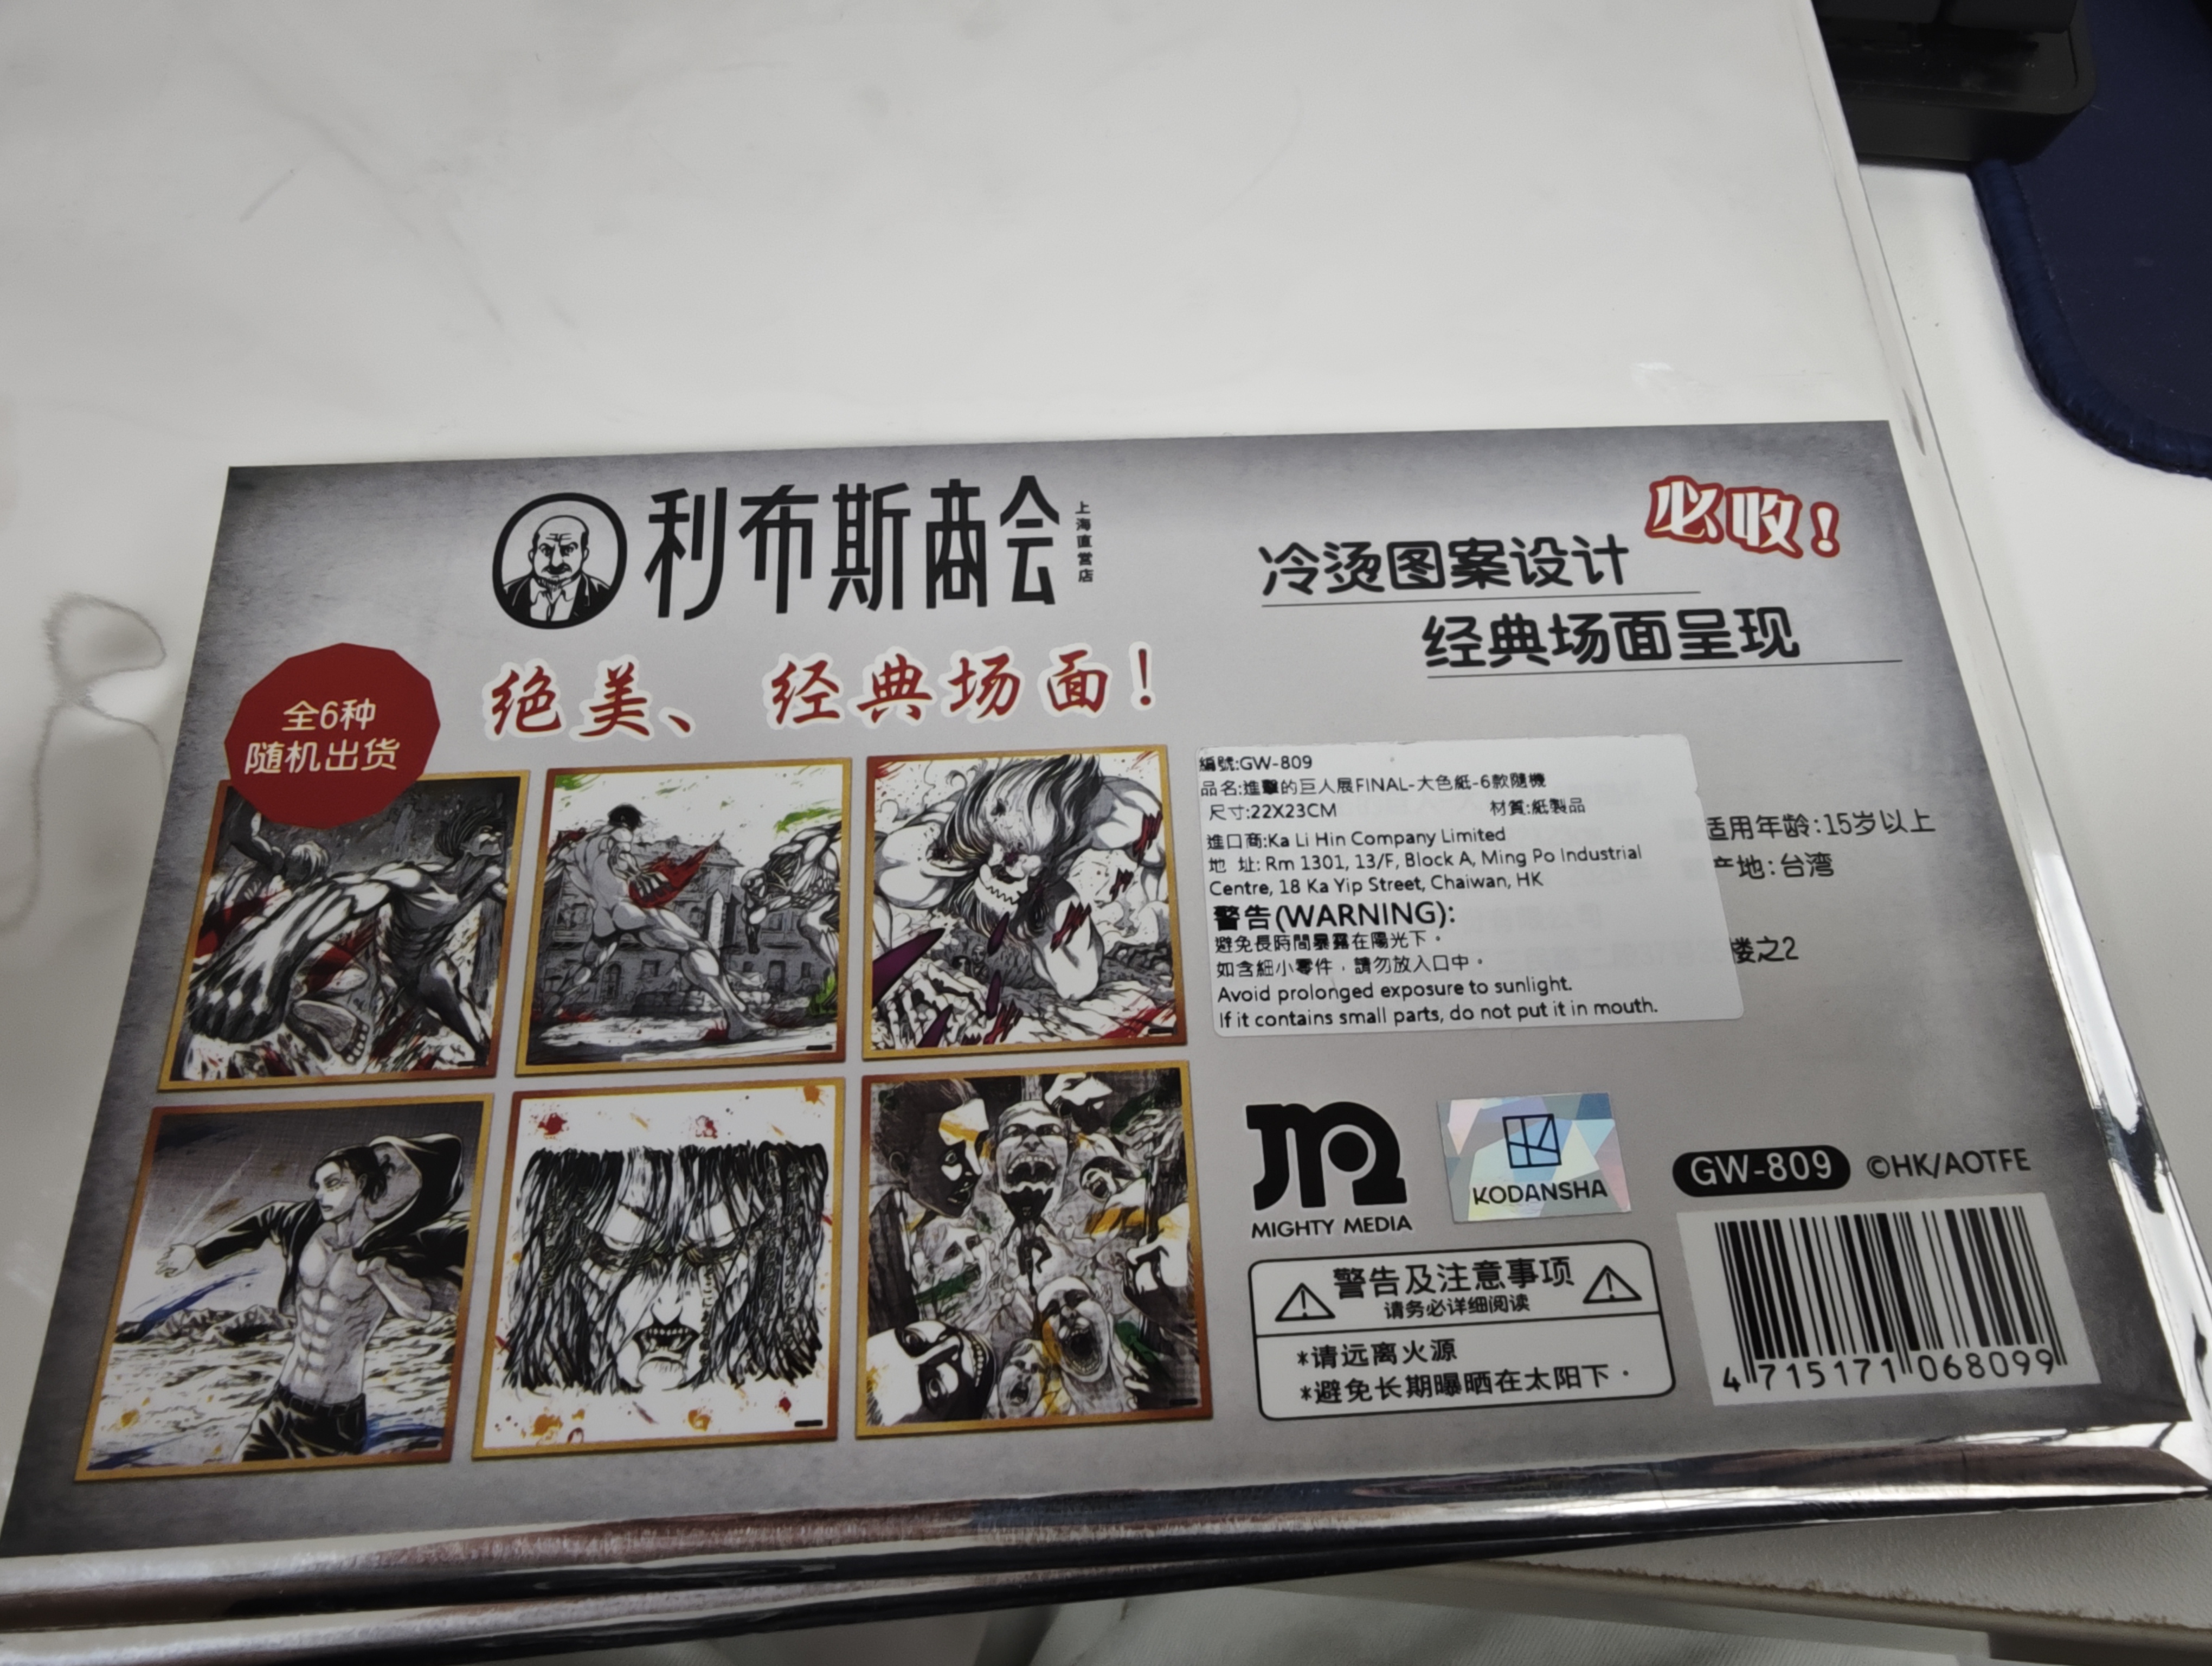 利布斯商会
上海直营店
必收!
冷烫图案设计
经典场面呈现
绝美、经典场面!
全6种
随机出货
編號:GW-809
品名:進擊的巨人展FINAL-大色紙-6款隨機
尺寸:22X23CM 材質:紙製品
進口商:Ka Li Hin Company Limited
地 址: Rm 1301, 13/F, Block A, Ming Po Industrial
Centre, 18 Ka Yip Street, Chaiwan, HK
警告(WARNING):
避免長時間暴露在陽光下。
如含細小零件，請勿放入口中。
Avoid prolonged exposure to sunlight.
If it contains small parts, do not put it in mouth.
适用年龄:15岁以上
产地:台湾
楼之2
MIGHTY MEDIA
KODANSHA
GW-809 ©HK/AOTFE
警告及注意事项
请务必详细阅读
*请远离火源
*避免长期曝晒在太阳下．
4 715171 068099